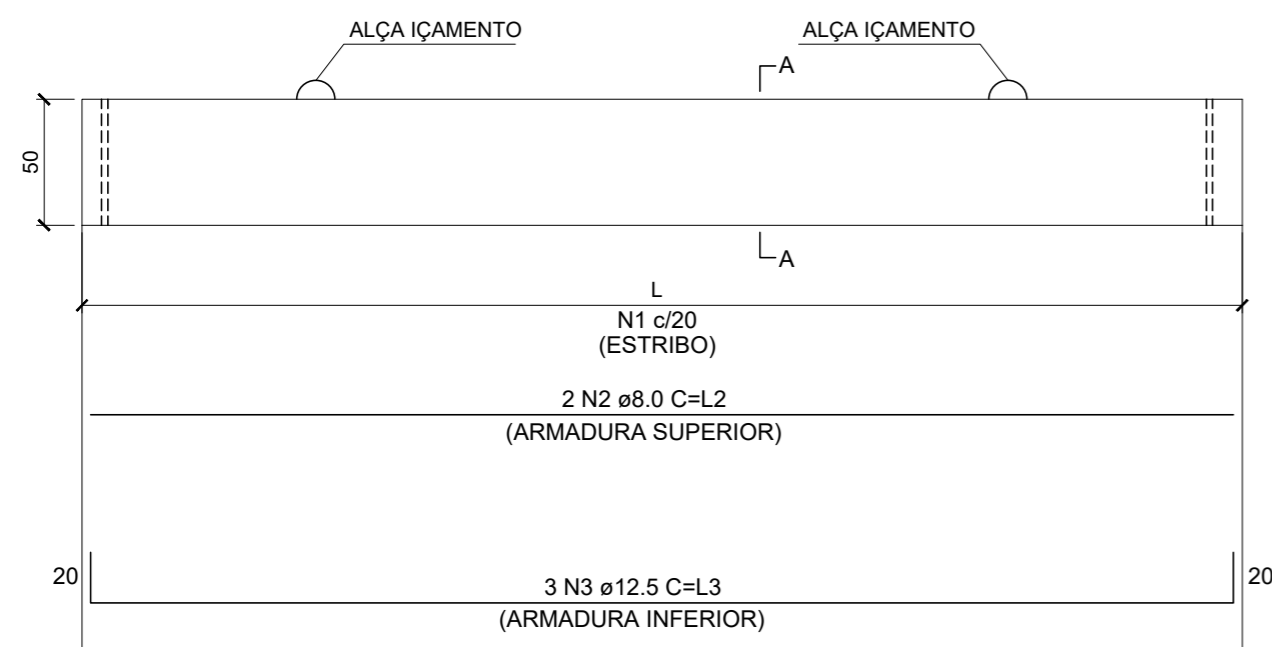 ALÇA IÇAMENTO
ALÇA IÇAMENTO
A
50
A
L
N1 c/20
(ESTRIBO)
2 N2 ø8.0 C=L2
(ARMADURA SUPERIOR)
20
3 N3 ø12.5 C=L3
20
(ARMADURA INFERIOR)